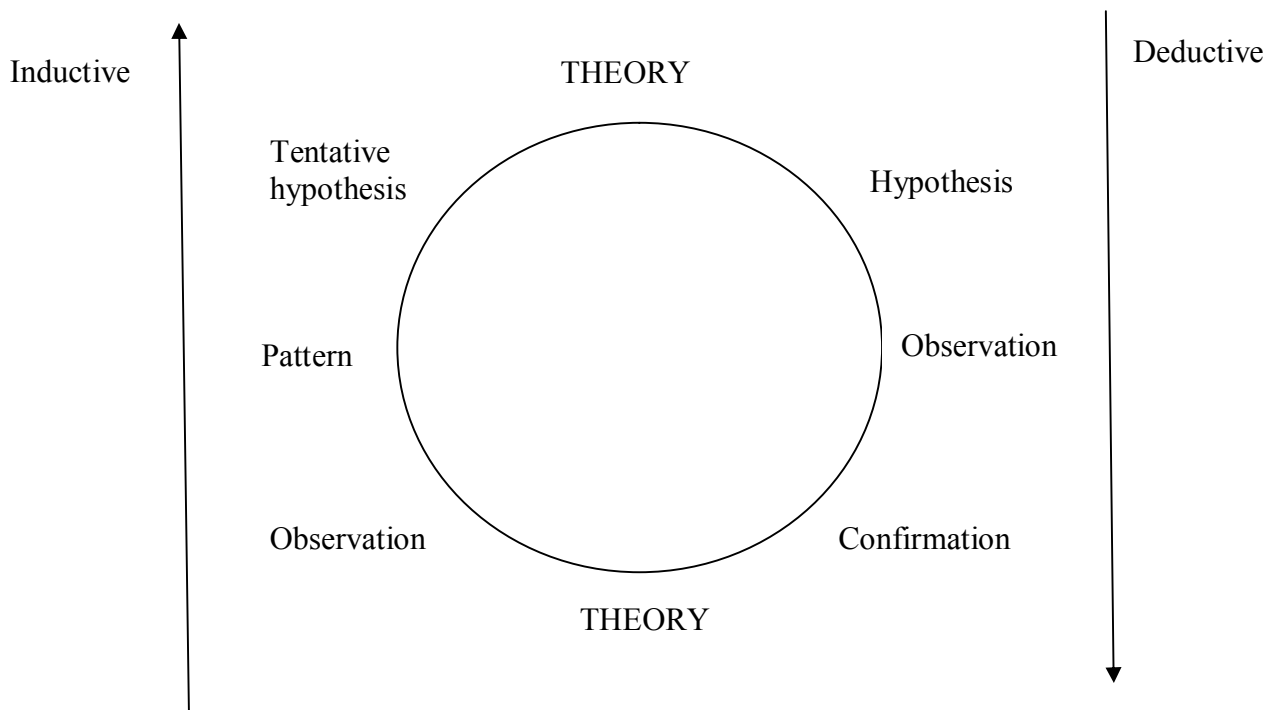 Inductive
THEORY
Deductive
Tentative
hypothesis
Hypothesis
Pattern
Observation
Observation
Confirmation
THEORY